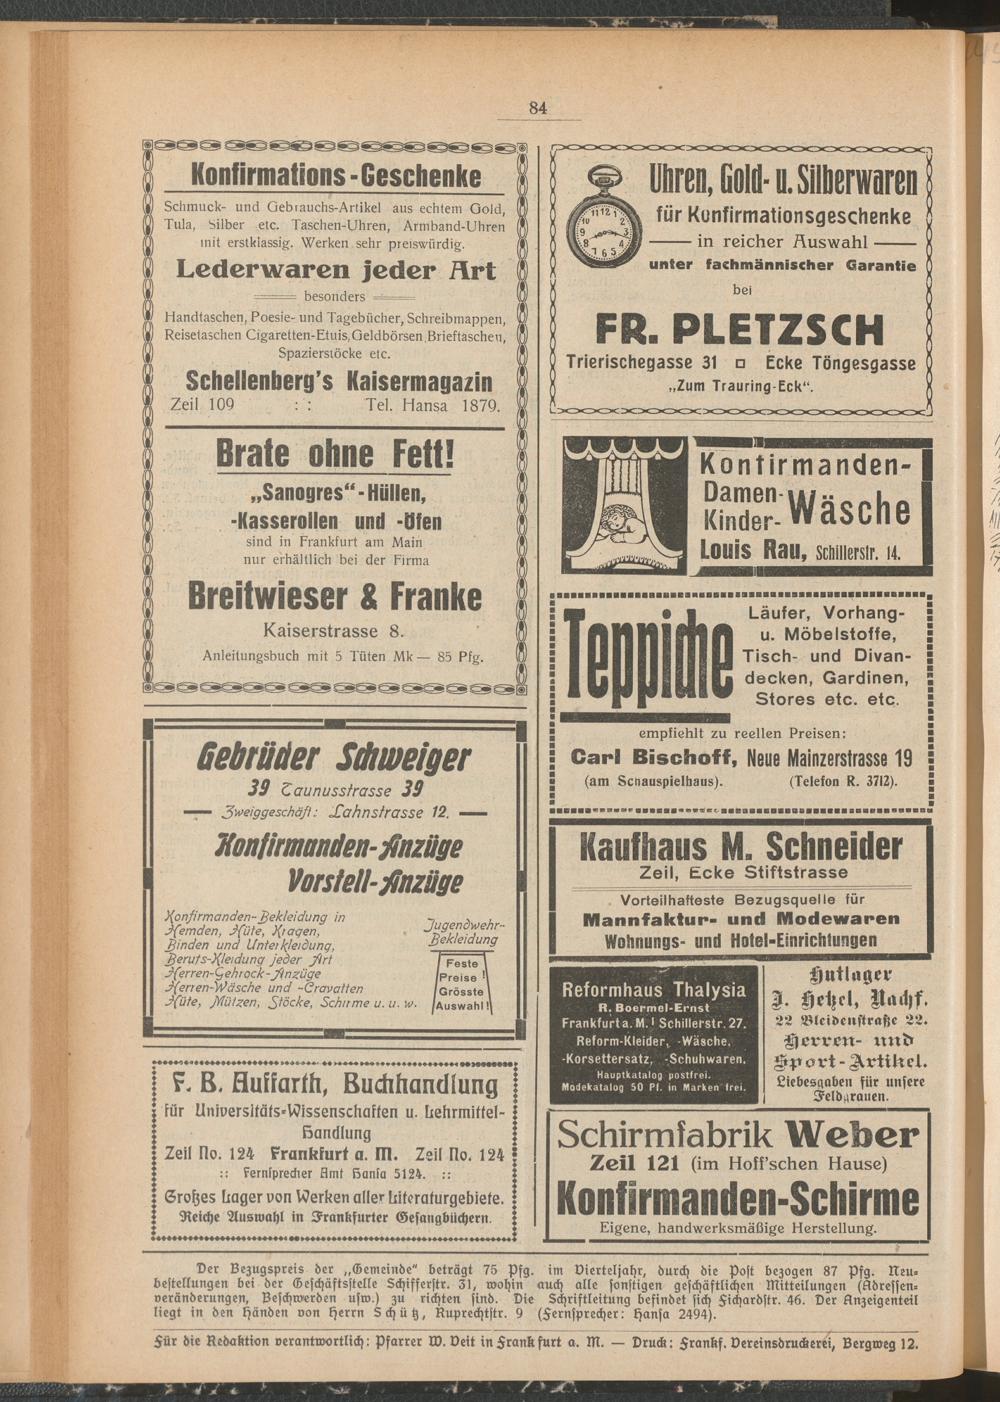 84
Konfirmations-Geschenke
Schmuck- und Gebrauchs-Artikel aus echtem Gold,
Tula, Silber etc. Taschen-Uhren, Armband-Uhren
mit erstklassig. Werken sehr preiswürdig.
Lederwaren jeder Art
besonders
Handtaschen, Poesie- und Tagebücher, Schreibmappen,
Reisetaschen Cigaretten-Etuis, Geldbörsen, Brieftaschen,
Spazierstöcke etc.
Schellenberg's Kaisermagazin
Zeil 109 : : Tel. Hansa 1879.
Brate ohne Fett!
„Sanogres“-Hüllen,
-Kasserollen und -Öfen
sind in Frankfurt am Main
nur erhältlich bei der Firma
Breitwieser & Franke
Kaiserstrasse 8.
Anleitungsbuch mit 5 Tüten Mk — 85 Pfg.
Gebrüder Schweiger
39 Taunusstrasse 39
Zweiggeschäft: Lahnstrasse 12.
Konfirmanden-Anzüge
Vorstell-Anzüge
Konfirmanden-Bekleidung in
Hemden, Hüte, Kragen,
Binden und Unterkleidung,
Berufs-Kleidung jeder Art
Herren-Gehrock-Anzüge
Herren-Wäsche und -Cravatten
Hüte, Mützen, Stöcke, Schirme u. u. w.
Jugendwehr-
Bekleidung
Feste
Preise!
Grösste
Auswahl!
F. B. Auffarth, Buchhandlung
für Universitäts-Wissenschaften u. Lehrmittel-
Handlung
Zeil No. 124 Frankfurt a. M. Zeil No. 124
:: Fernsprecher Amt Hansa 5124. ::
Großes Lager von Werken aller Literaturgebiete.
Reiche Auswahl in Frankfurter Gesangbüchern.
Uhren, Gold- u. Silberwaren
für Konfirmationsgeschenke
in reicher Auswahl
unter fachmännischer Garantie
bei
FR. PLETZSCH
Trierischegasse 31 □ Ecke Töngesgasse
„Zum Trauring-Eck“.
Konfirmanden-
Damen-
Kinder- Wäsche
Louis Rau, Schillerstr. 14.
Teppiche
Läufer, Vorhang-
u. Möbelstoffe,
Tisch- und Divan-
decken, Gardinen,
Stores etc. etc.
empfiehlt zu reellen Preisen:
Carl Bischoff, Neue Mainzerstrasse 19
(am Schauspielhaus). (Telefon R. 3712).
Kaufhaus M. Schneider
Zeil, Ecke Stiftstrasse
Vorteilhafteste Bezugsquelle für
Mannfaktur- und Modewaren
Wohnungs- und Hotel-Einrichtungen
Reformhaus Thalysia
R. Boermel-Ernst
Frankfurt a. M. Schillerstr. 27.
Reform-Kleider, -Wäsche,
-Korsettersatz, -Schuhwaren,
Hauptkatalog postfrei.
Modekatalog 50 Pf. in Marken frei.
Hutlager
J. Hetzel, Nachf.
22 Bleidenstraße 22.
Herren- und
Sport-Artikel.
Liebesgaben für unsere
Feldgrauen.
Schirmfabrik Weber
Zeil 121 (im Hoff'schen Hause)
Konfirmanden-Schirme
Eigene, handwerksmäßige Herstellung.
Der Bezugspreis der „Gemeinde“ beträgt 75 Pfg. im Vierteljahr, durch die Post bezogen 87 Pfg. Neu-
bestellungen bei der Geschäftsstelle Schifferstr. 31, wohin auch alle sonstigen geschäftlichen Mitteilungen (Adressen-
veränderungen, Beschwerden usw.) zu richten sind. Die Schriftleitung befindet sich Fichardstr. 46. Der Anzeigenteil
liegt in den Händen von Herrn Schütz, Ruprechtstr. 9 (Fernsprecher: Hansa 2494).
Für die Redaktion verantwortlich: Pfarrer W. Veit in Frankfurt a. M. — Druck: Frankf. Vereinsdruckerei, Bergweg 12.